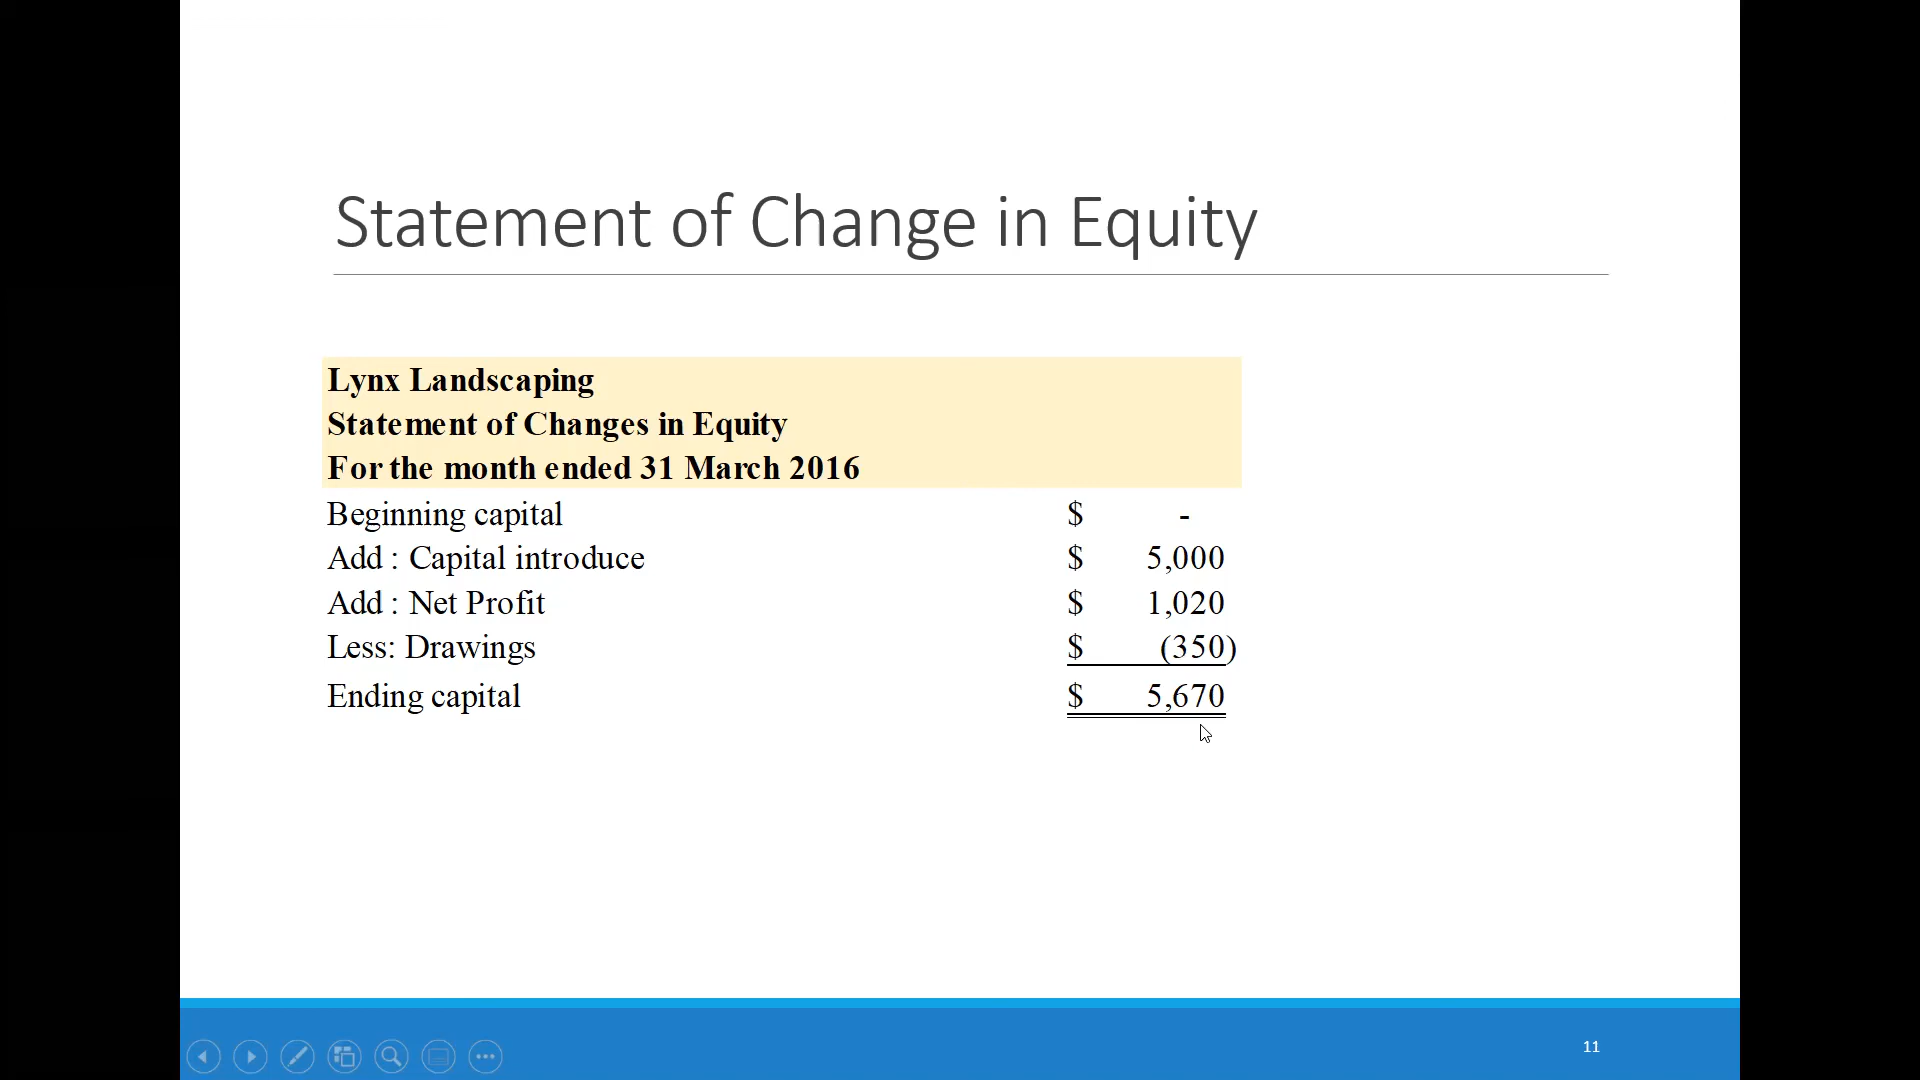 Statement of Change in Equity
Lynx Landscaping
Statement of Changes in Equity
For the month ended 31 March 2016
Beginning capital $ -
Add : Capital introduce $ 5,000
Add : Net Profit $ 1,020
Less: Drawings $ (350)
Ending capital $ 5,670
11